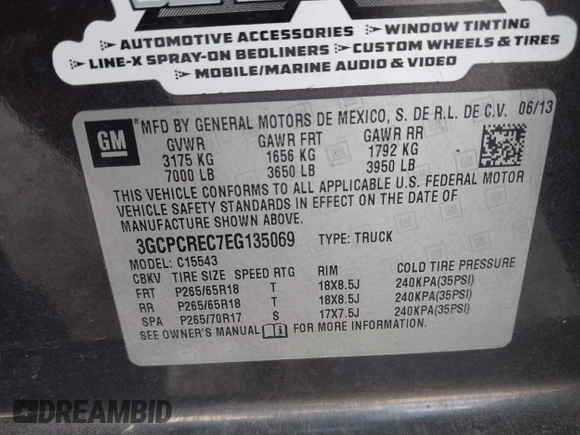 AUTOMOTIVE ACCESSORIES • WINDOW TINTING
• LINE-X SPRAY-ON BEDLINERS • CUSTOM WHEELS & TIRES
• MOBILE/MARINE AUDIO & VIDEO
GM
MFD BY GENERAL MOTORS DE MEXICO, S. DE R.L. DE C.V. 06/13
GVWR GAWR FRT GAWR RR
3175 KG 1656 KG 1792 KG
7000 LB 3650 LB 3950 LB
THIS VEHICLE CONFORMS TO ALL APPLICABLE U.S. FEDERAL MOTOR
VEHICLE SAFETY STANDARDS IN EFFECT ON THE DATE OF
MANUFACTURE SHOWN ABOVE.
3GCPCREC7EG135069 TYPE: TRUCK
MODEL: C15543
CBKV TIRE SIZE SPEED RTG RIM COLD TIRE PRESSURE
FRT P265/65R18 T 18X8.5J 240KPA(35PSI)
RR P265/65R18 T 18X8.5J 240KPA(35PSI)
SPA P265/70R17 S 17X7.5J 240KPA(35PSI)
SEE OWNER'S MANUAL FOR MORE INFORMATION.
DREAMBID